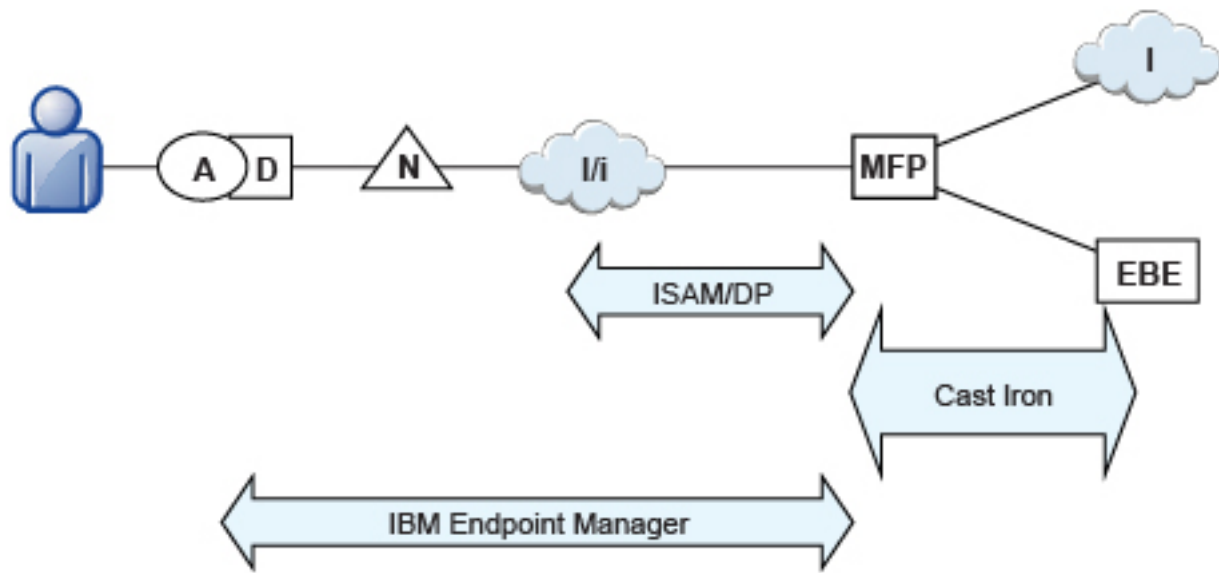 I
A
D
N
I/i
MFP
EBE
ISAM/DP
Cast Iron
IBM Endpoint Manager